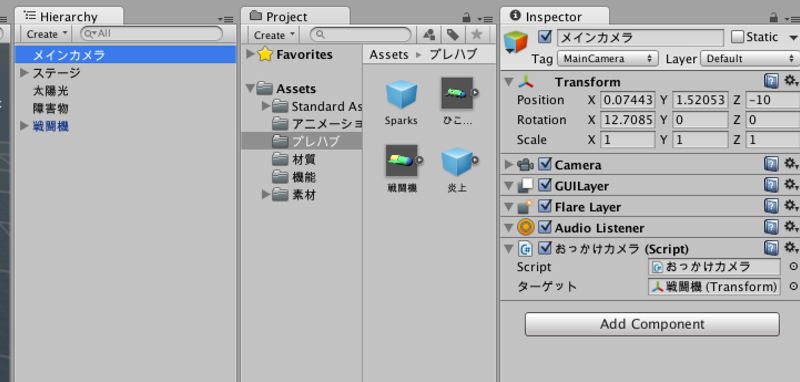 Hierarchy
Create
All
メインカメラ
ステージ
太陽光
障害物
戦闘機
Project
Create
Favorites
Assets
Standard As
アニメーショ
プレハブ
材質
機能
素材
Assets ▸ プレハブ
Sparks
ひこ...
戦闘機
炎上
Inspector
メインカメラ Static
Tag MainCamera Layer Default
Transform
Position X 0.07443 Y 1.52053 Z -10
Rotation X 12.7085 Y 0 Z 0
Scale X 1 Y 1 Z 1
Camera
GUILayer
Flare Layer
Audio Listener
おっかけカメラ (Script)
Script おっかけカメラ
ターゲット 戦闘機 (Transform)
Add Component